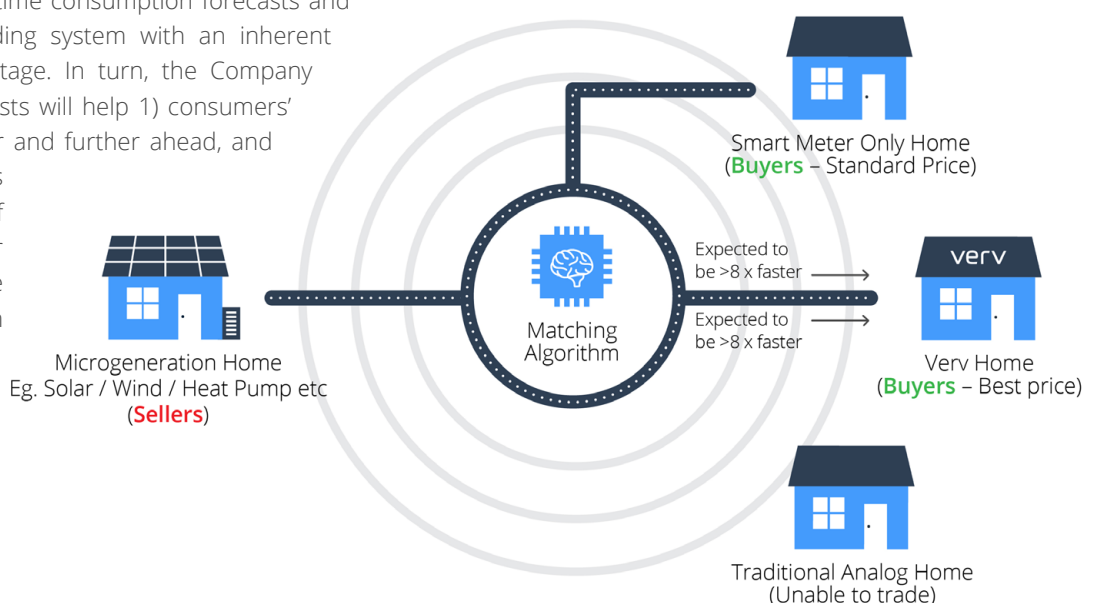 time consumption forecasts and
ding system with an inherent
tage. In turn, the Company
sts will help 1) consumers'
r and further ahead, and
s
f
e
Smart Meter Only Home
(Buyers – Standard Price)
verv
Expected to
be >8 x faster
Expected to
be >8 x faster
Matching
Algorithm
Microgeneration Home
Eg. Solar / Wind / Heat Pump etc
(Sellers)
Verv Home
(Buyers – Best price)
Traditional Analog Home
(Unable to trade)